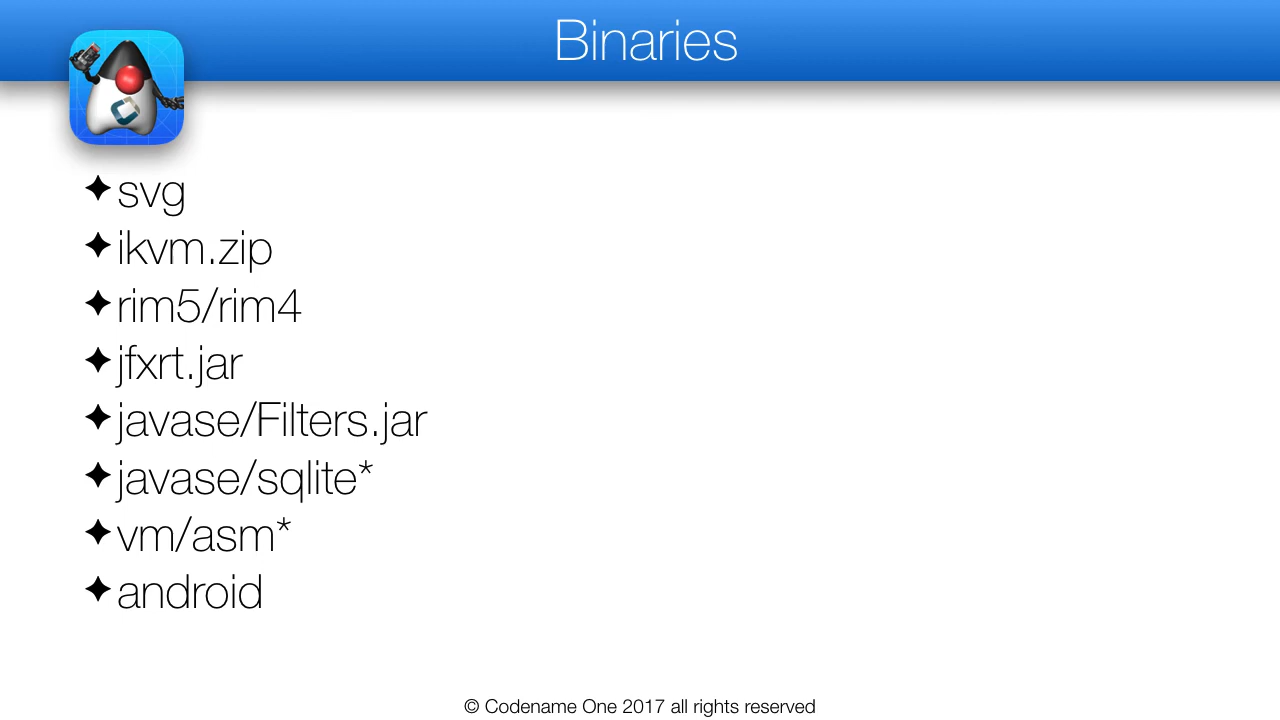 Binaries
✦svg
✦ikvm.zip
✦rim5/rim4
✦jfxrt.jar
✦javase/Filters.jar
✦javase/sqlite*
✦vm/asm*
✦android
© Codename One 2017 all rights reserved